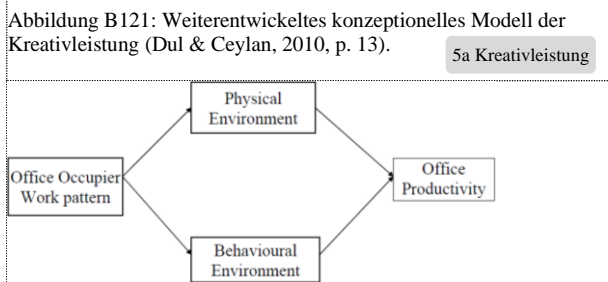 Abbildung B121: Weiterentwickeltes konzeptionelles Modell der
Kreativleistung (Dul & Ceylan, 2010, p. 13).
5a Kreativleistung
Physical
Environment
Office Occupier
Work pattern
Office
Productivity
Behavioural
Environment